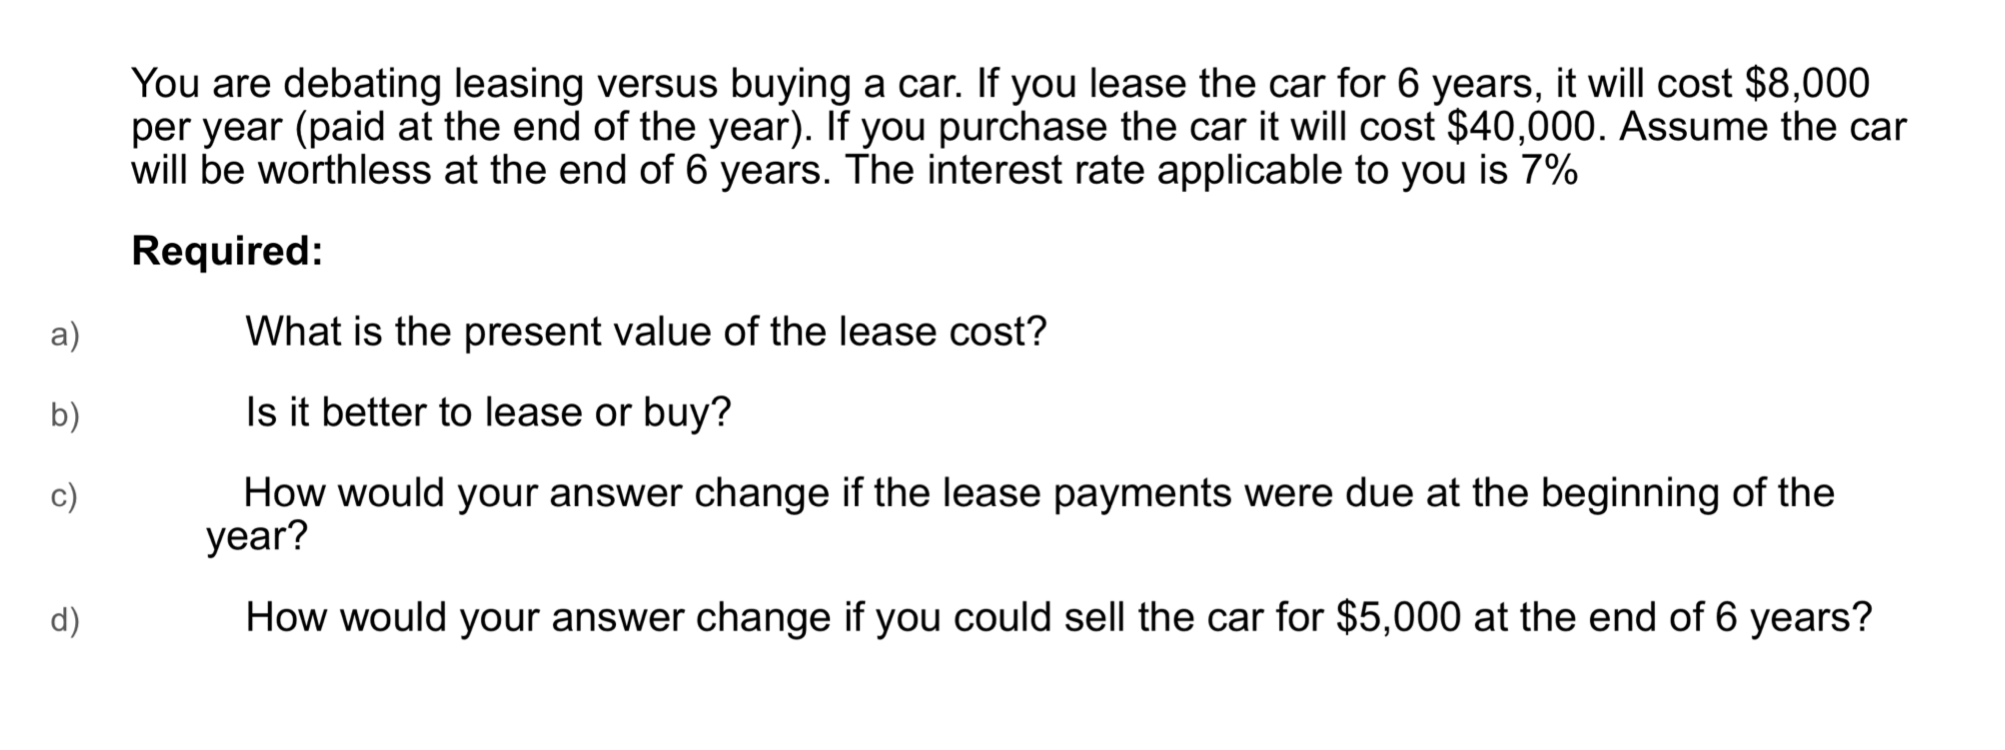 You are debating leasing versus buying a car. If you lease the car for 6 years, it will cost $8,000
per year (paid at the end of the year). If you purchase the car it will cost $40,000. Assume the car
will be worthless at the end of 6 years. The interest rate applicable to you is 7%
Required:
a) What is the present value of the lease cost?
b) Is it better to lease or buy?
c) How would your answer change if the lease payments were due at the beginning of the
year?
d) How would your answer change if you could sell the car for $5,000 at the end of 6 years?